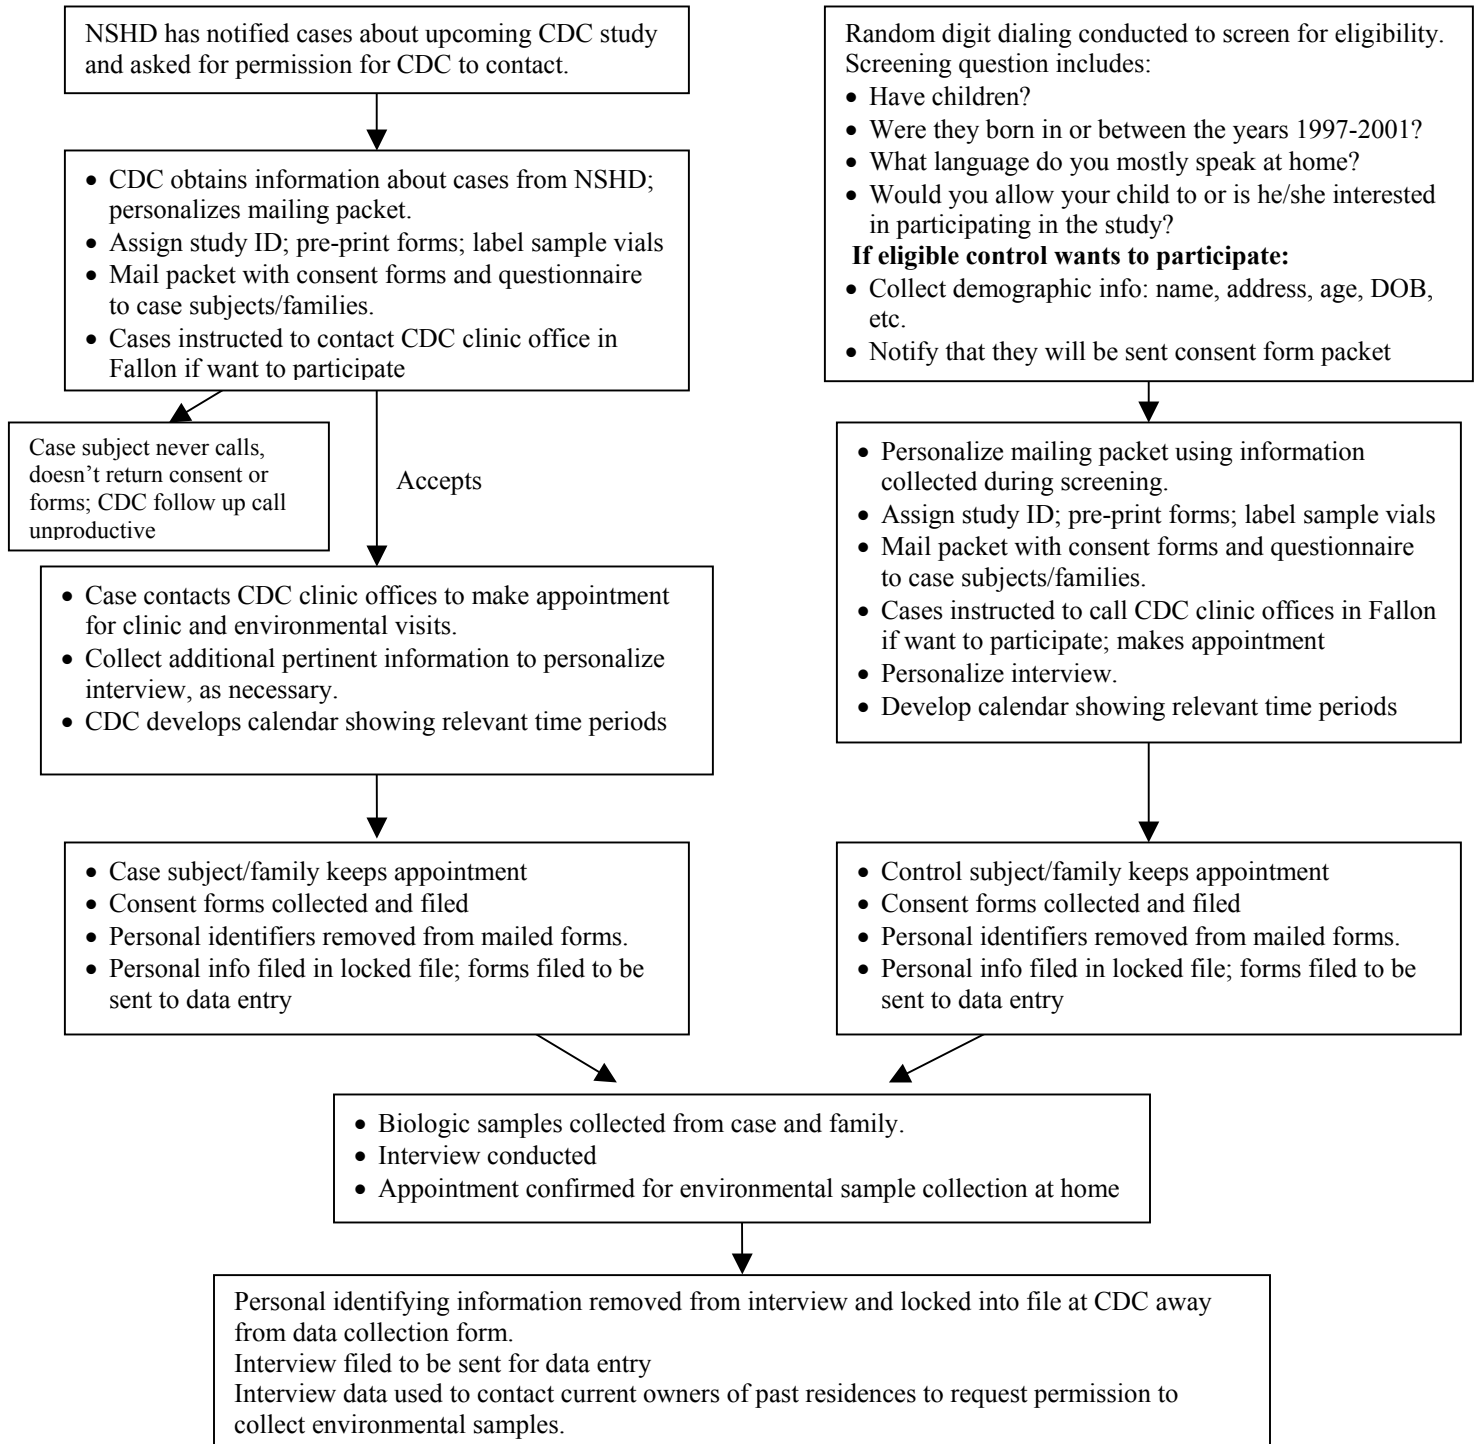 NSHD has notified cases about upcoming CDC study
and asked for permission for CDC to contact.
• CDC obtains information about cases from NSHD;
personalizes mailing packet.
• Assign study ID; pre-print forms; label sample vials
• Mail packet with consent forms and questionnaire
to case subjects/families.
• Cases instructed to contact CDC clinic office in
Fallon if want to participate
Case subject never calls,
doesn't return consent or
forms; CDC follow up call
unproductive
Accepts
• Case contacts CDC clinic offices to make appointment
for clinic and environmental visits.
• Collect additional pertinent information to personalize
interview, as necessary.
• CDC develops calendar showing relevant time periods
• Case subject/family keeps appointment
• Consent forms collected and filed
• Personal identifiers removed from mailed forms.
• Personal info filed in locked file; forms filed to be
sent to data entry
Random digit dialing conducted to screen for eligibility.
Screening question includes:
• Have children?
• Were they born in or between the years 1997-2001?
• What language do you mostly speak at home?
• Would you allow your child to or is he/she interested
in participating in the study?
If eligible control wants to participate:
• Collect demographic info: name, address, age, DOB,
etc.
• Notify that they will be sent consent form packet
• Personalize mailing packet using information
collected during screening.
• Assign study ID; pre-print forms; label sample vials
• Mail packet with consent forms and questionnaire
to case subjects/families.
• Cases instructed to call CDC clinic offices in Fallon
if want to participate; makes appointment
• Personalize interview.
• Develop calendar showing relevant time periods
• Control subject/family keeps appointment
• Consent forms collected and filed
• Personal identifiers removed from mailed forms.
• Personal info filed in locked file; forms filed to be
sent to data entry
• Biologic samples collected from case and family.
• Interview conducted
• Appointment confirmed for environmental sample collection at home
Personal identifying information removed from interview and locked into file at CDC away
from data collection form.
Interview filed to be sent for data entry
Interview data used to contact current owners of past residences to request permission to
collect environmental samples.